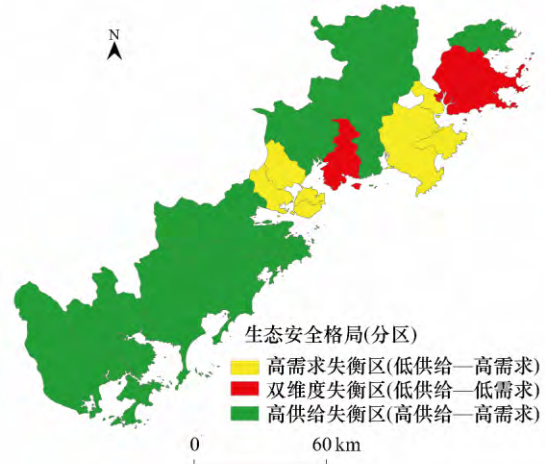 N
生态安全格局(分区)
高需求失衡区(低供给—高需求)
双维度失衡区(低供给—低需求)
高供给失衡区(高供给—高需求)
0 60 km